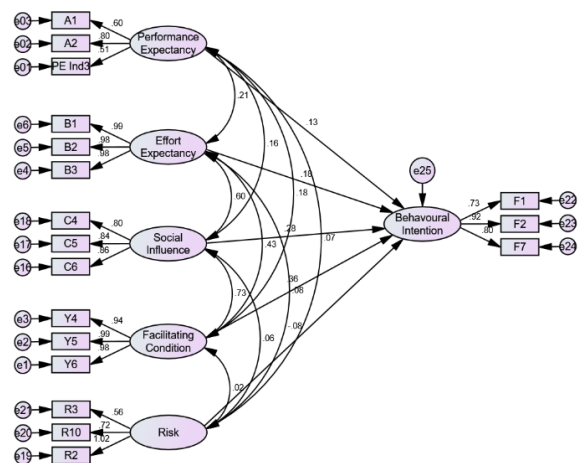 e03 A1 .60
e02 A2 .80
e01 PE Ind3 .51
Performance
Expectancy
.21
.13
e6 B1 .99
e5 B2 .98
e4 B3 .98
Effort
Expectancy
.16
.18
.18
e25
.60
e18 C4 .80
e17 C5 .84
e16 C6 .86
Social
Influence
.28
.43
.07
Behavoural
Intention
.73 F1 e22
.92 F2 e23
.80 F7 e24
.73
.36
.08
e3 Y4 .94
e2 Y5 .99
e1 Y6 .98
Facilitating
Condition
.06
-.08
.02
e21 R3 .56
e20 R10 .72
e19 R2 1.02
Risk